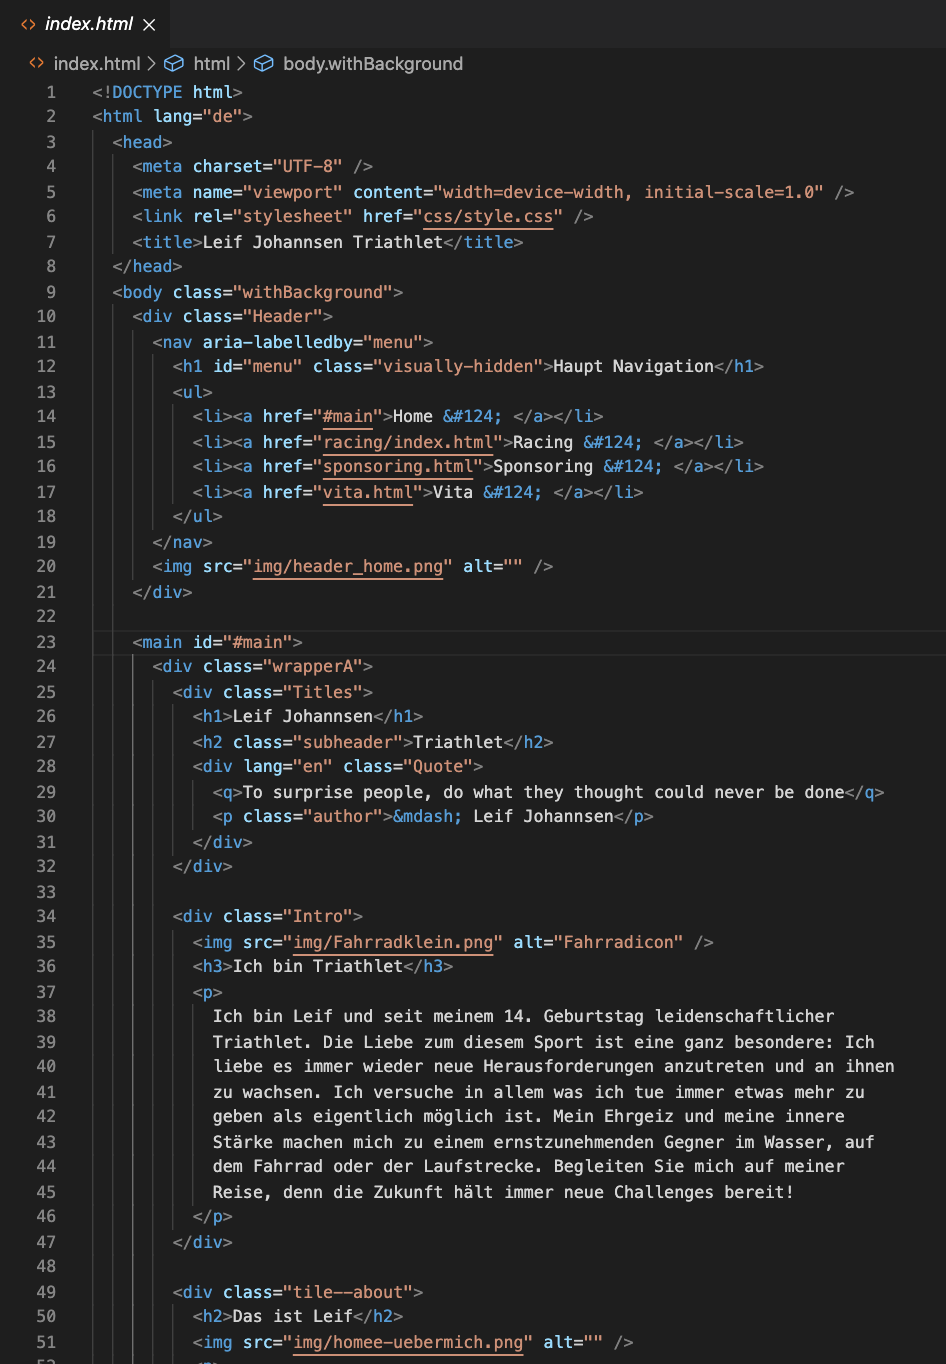 index.html
index.html > html > body.withBackground
1 <!DOCTYPE html>
2 <html lang="de">
3 <head>
4 <meta charset="UTF-8" />
5 <meta name="viewport" content="width=device-width, initial-scale=1.0" />
6 <link rel="stylesheet" href="css/style.css" />
7 <title>Leif Johannsen Triathlet</title>
8 </head>
9 <body class="withBackground">
10 <div class="Header">
11 <nav aria-labelledby="menu">
12 <h1 id="menu" class="visually-hidden">Haupt Navigation</h1>
13 <ul>
14 <li><a href="#main">Home &#124; </a></li>
15 <li><a href="racing/index.html">Racing &#124; </a></li>
16 <li><a href="sponsoring.html">Sponsoring &#124; </a></li>
17 <li><a href="vita.html">Vita &#124; </a></li>
18 </ul>
19 </nav>
20 <img src="img/header_home.png" alt="" />
21 </div>
22
23 <main id="#main">
24 <div class="wrapperA">
25 <div class="Titles">
26 <h1>Leif Johannsen</h1>
27 <h2 class="subheader">Triathlet</h2>
28 <div lang="en" class="Quote">
29 <q>To surprise people, do what they thought could never be done</q>
30 <p class="author">&mdash; Leif Johannsen</p>
31 </div>
32 </div>
33
34 <div class="Intro">
35 <img src="img/Fahrradklein.png" alt="Fahrradicon" />
36 <h3>Ich bin Triathlet</h3>
37 <p>
38 Ich bin Leif und seit meinem 14. Geburtstag leidenschaftlicher
39 Triathlet. Die Liebe zum diesem Sport ist eine ganz besondere: Ich
40 liebe es immer wieder neue Herausforderungen anzutreten und an ihnen
41 zu wachsen. Ich versuche in allem was ich tue immer etwas mehr zu
42 geben als eigentlich möglich ist. Mein Ehrgeiz und meine innere
43 Stärke machen mich zu einem ernstzunehmenden Gegner im Wasser, auf
44 dem Fahrrad oder der Laufstrecke. Begleiten Sie mich auf meiner
45 Reise, denn die Zukunft hält immer neue Challenges bereit!
46 </p>
47 </div>
48
49 <div class="tile--about">
50 <h2>Das ist Leif</h2>
51 <img src="img/homee-uebermich.png" alt="" />